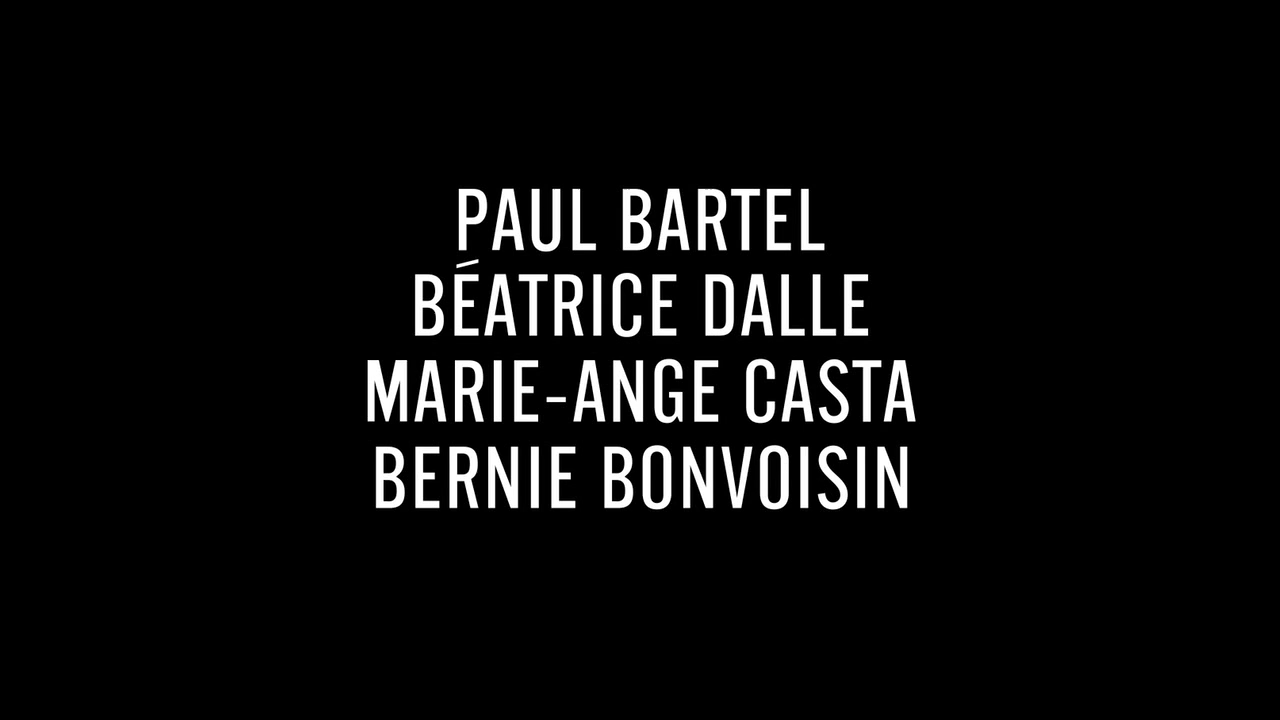 PAUL BARTEL
BÉATRICE DALLE
MARIE-ANGE CASTA
BERNIE BONVOISIN